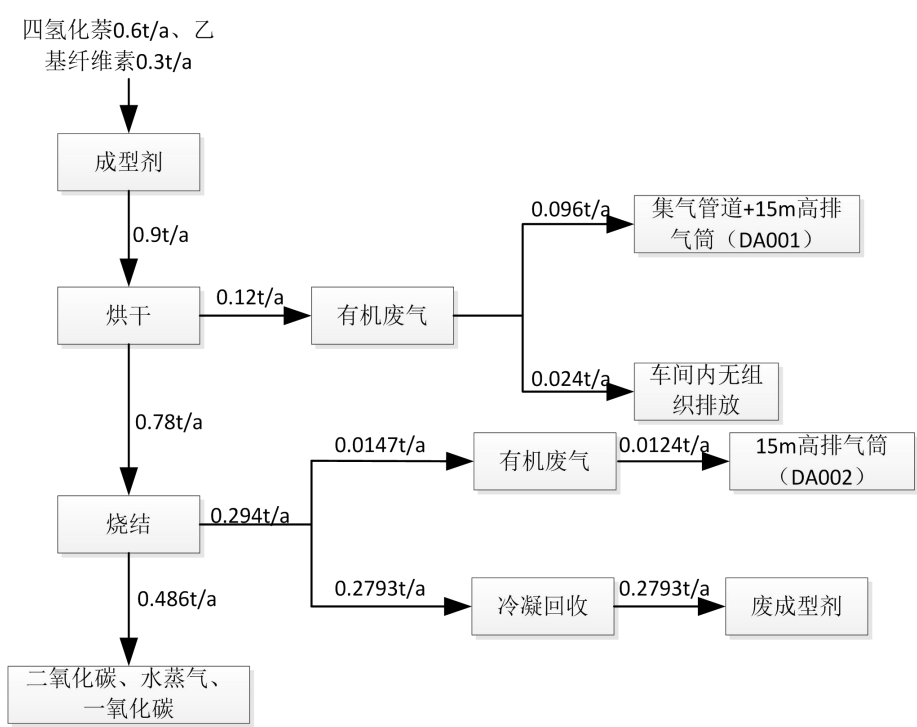 四氢化萘0.6t/a、乙
基纤维素0.3t/a
成型剂
0.9t/a
烘干
0.12t/a
有机废气
0.096t/a
集气管道+15m高排
气筒（DA001）
0.024t/a
车间内无组
织排放
0.78t/a
烧结
0.294t/a
0.0147t/a
有机废气
0.0124t/a
15m高排气筒
（DA002）
0.2793t/a
冷凝回收
0.2793t/a
废成型剂
0.486t/a
二氧化碳、水蒸气、
一氧化碳